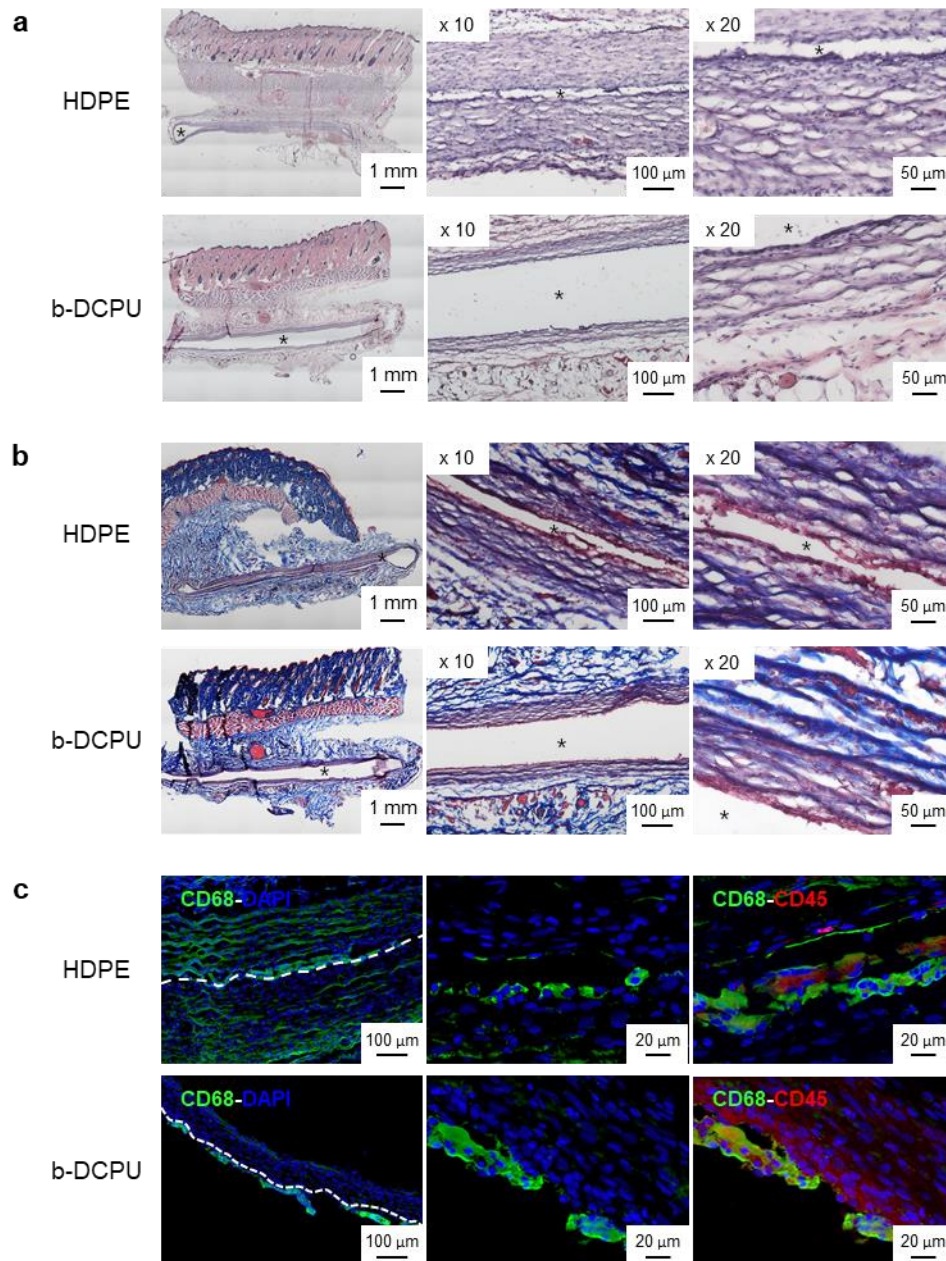 a
HDPE
*
1 mm
x 10
*
100 µm
x 20
*
50 µm
b-DCPU
*
1 mm
x 10
*
100 µm
x 20
*
50 µm
b
HDPE
*
1 mm
x 10
*
100 µm
x 20
*
50 µm
b-DCPU
*
1 mm
x 10
*
100 µm
x 20
*
50 µm
c
HDPE
CD68-DAPI
100 µm
20 µm
CD68-CD45
20 µm
b-DCPU
CD68-DAPI
100 µm
20 µm
CD68-CD45
20 µm